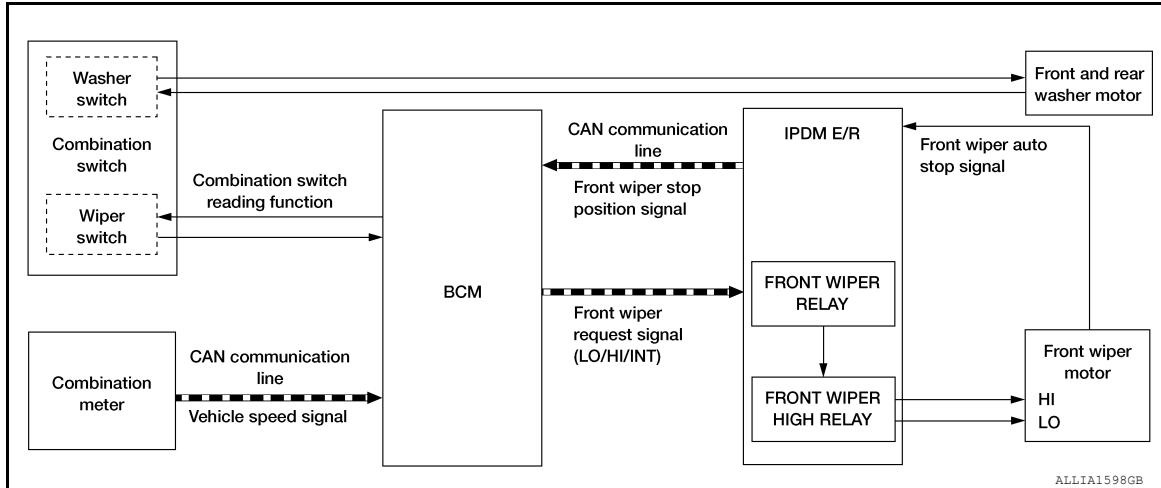 Washer
switch
Combination
switch
Wiper
switch
Front and rear
washer motor
CAN communication
line
Front wiper stop
position signal
IPDM E/R
Front wiper auto
stop signal
Combination switch
reading function
BCM
Front wiper
request signal
(LO/HI/INT)
FRONT WIPER
RELAY
FRONT WIPER
HIGH RELAY
Front wiper
motor
HI
LO
Combination
meter
CAN communication
line
Vehicle speed signal
ALLIA1598GB